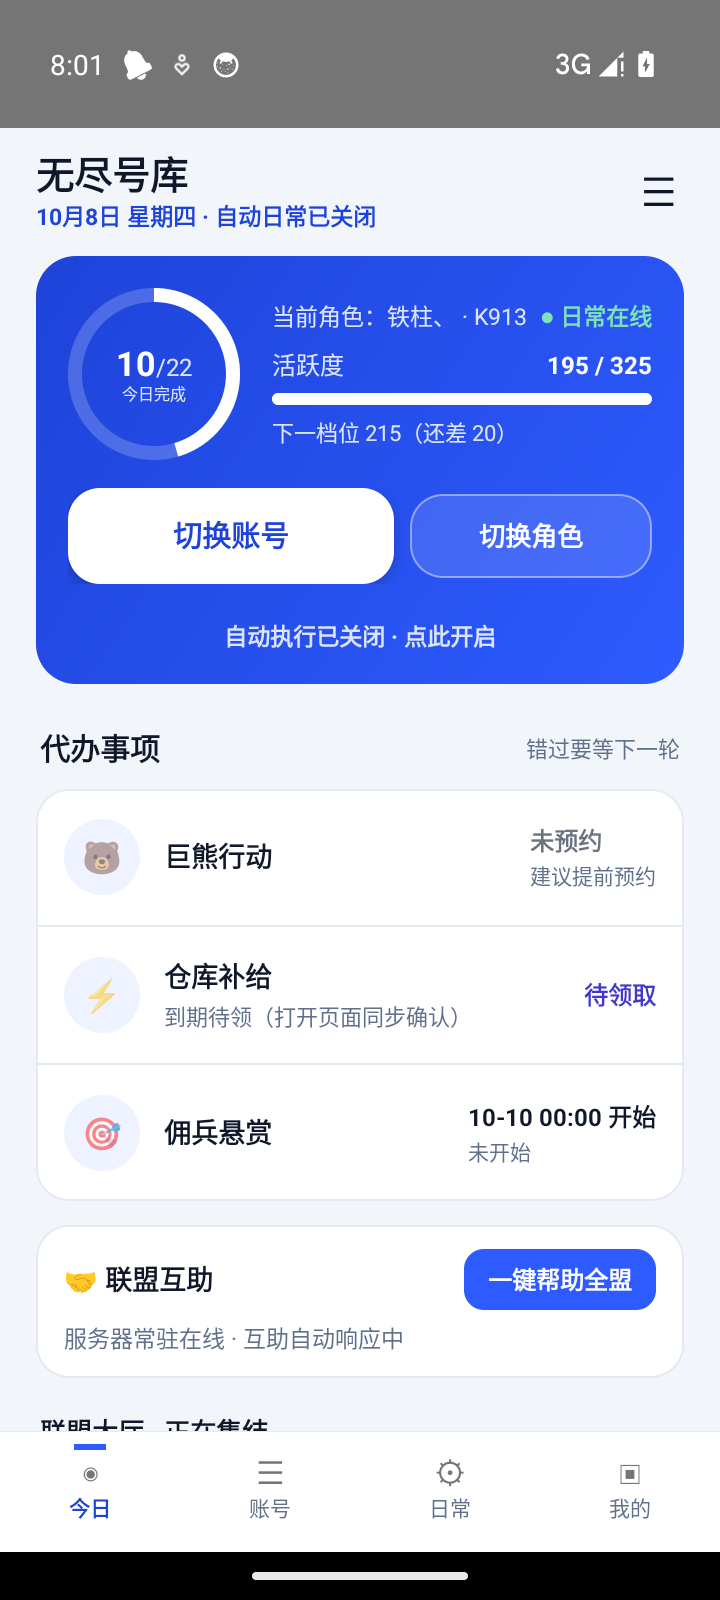 8:01
3G
无尽号库
10月8日 星期四 · 自动日常已关闭
10/22
今日完成
当前角色：铁柱、 · K913
日常在线
活跃度
195 / 325
下一档位 215（还差 20）
切换账号
切换角色
自动执行已关闭 · 点此开启
代办事项
错过要等下一轮
巨熊行动
未预约
建议提前预约
仓库补给
到期待领（打开页面同步确认）
待领取
佣兵悬赏
10-10 00:00 开始
未开始
联盟互助
一键帮助全盟
服务器常驻在线 · 互助自动响应中
联盟大厅 · 正在集结
今日
账号
日常
我的